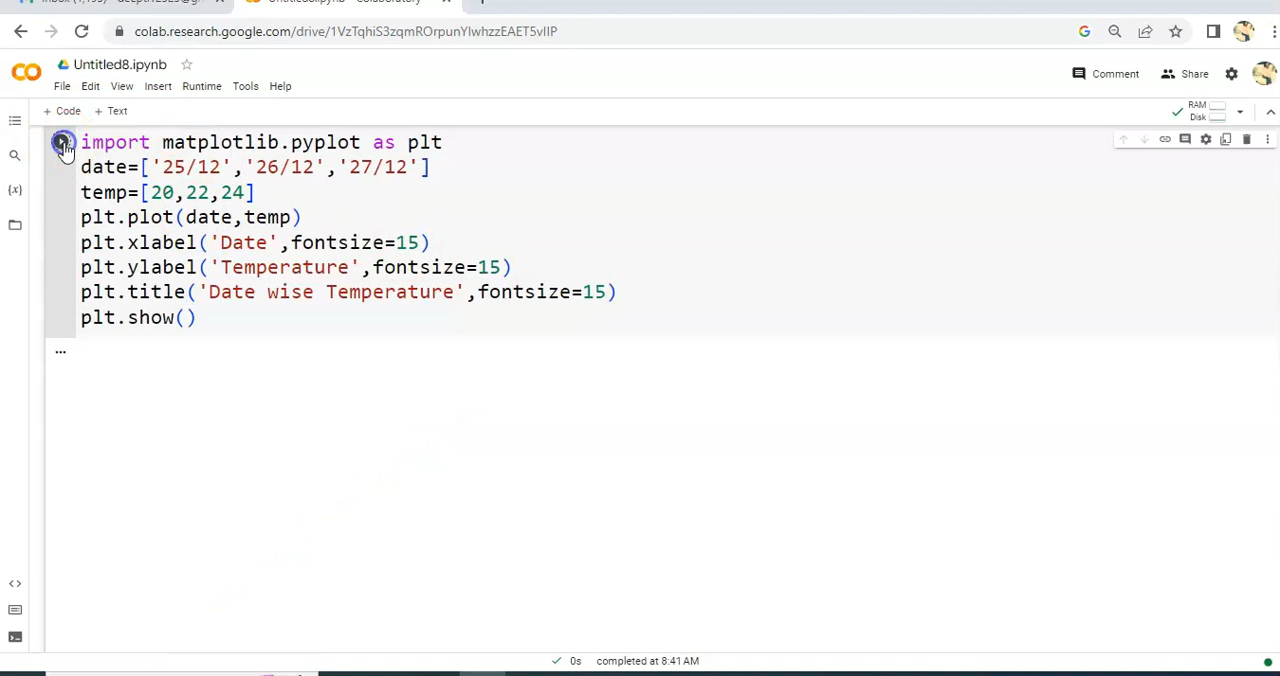 colab.research.google.com/drive/1VzTqhiS3zqmROrpunYlwhzzEAET5vIIP
Untitled8.ipynb
Comment
Share
File Edit View Insert Runtime Tools Help
+ Code + Text
RAM
Disk
import matplotlib.pyplot as plt
date=['25/12','26/12','27/12']
temp=[20,22,24]
plt.plot(date,temp)
plt.xlabel('Date',fontsize=15)
plt.ylabel('Temperature',fontsize=15)
plt.title('Date wise Temperature',fontsize=15)
plt.show()
...
0s completed at 8:41 AM